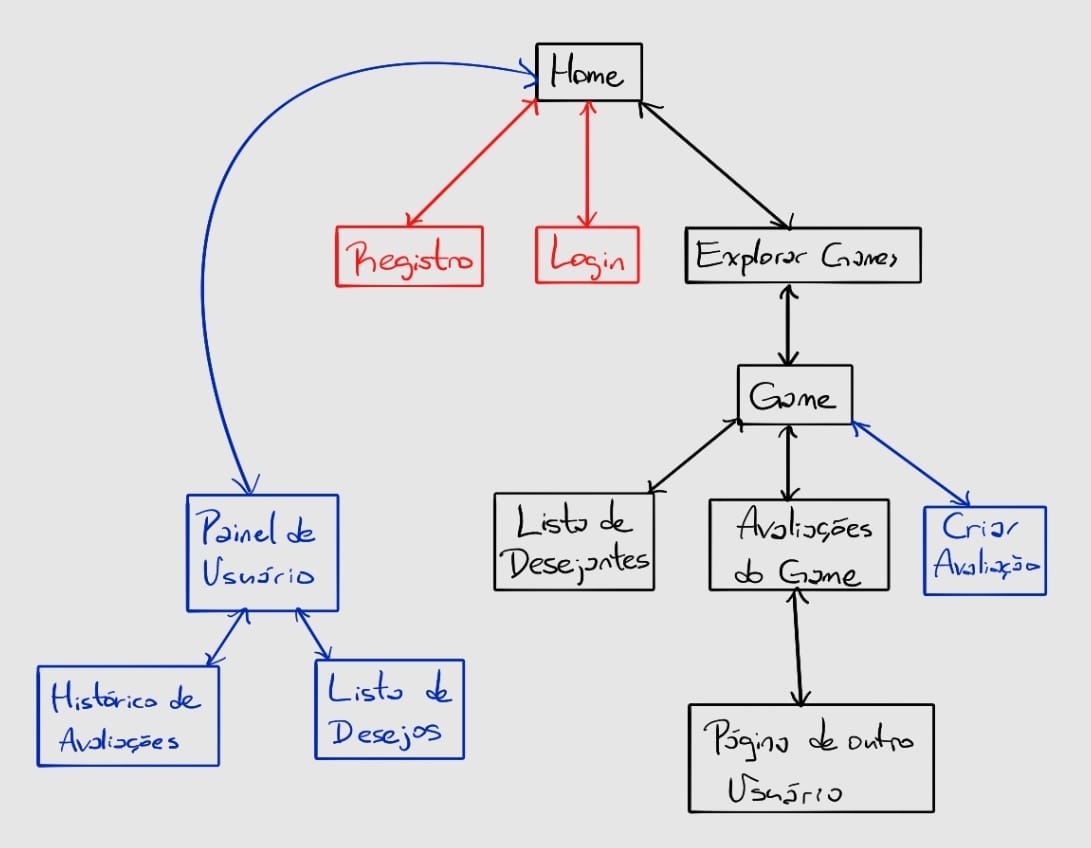 Home
Registro
Login
Explorar Games
Game
Lista de
Desejantes
Avaliações
do Game
Criar
Avaliação
Painel de
Usuário
Histórico de
Avaliações
Lista de
Desejos
Página de outro
Usuário